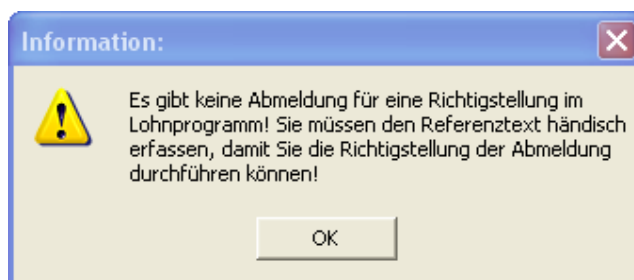 Information:
Es gibt keine Abmeldung für eine Richtigstellung im
Lohnprogramm! Sie müssen den Referenztext händisch
erfassen, damit Sie die Richtigstellung der Abmeldung
durchführen können!
OK